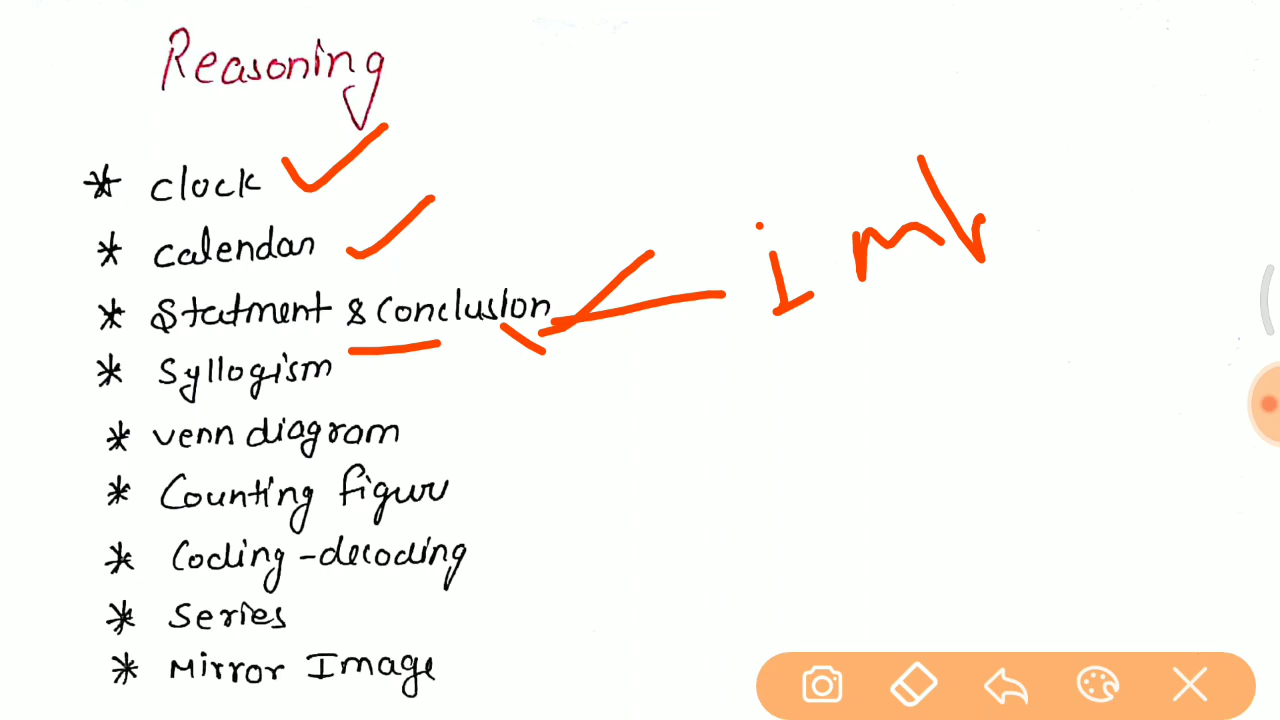 Reasoning
* clock
* calendar
* Statment & Conclusion
imp
* Syllogism
* venn diagram
* Counting figure
* Coding-decoding
* Series
* Mirror Image